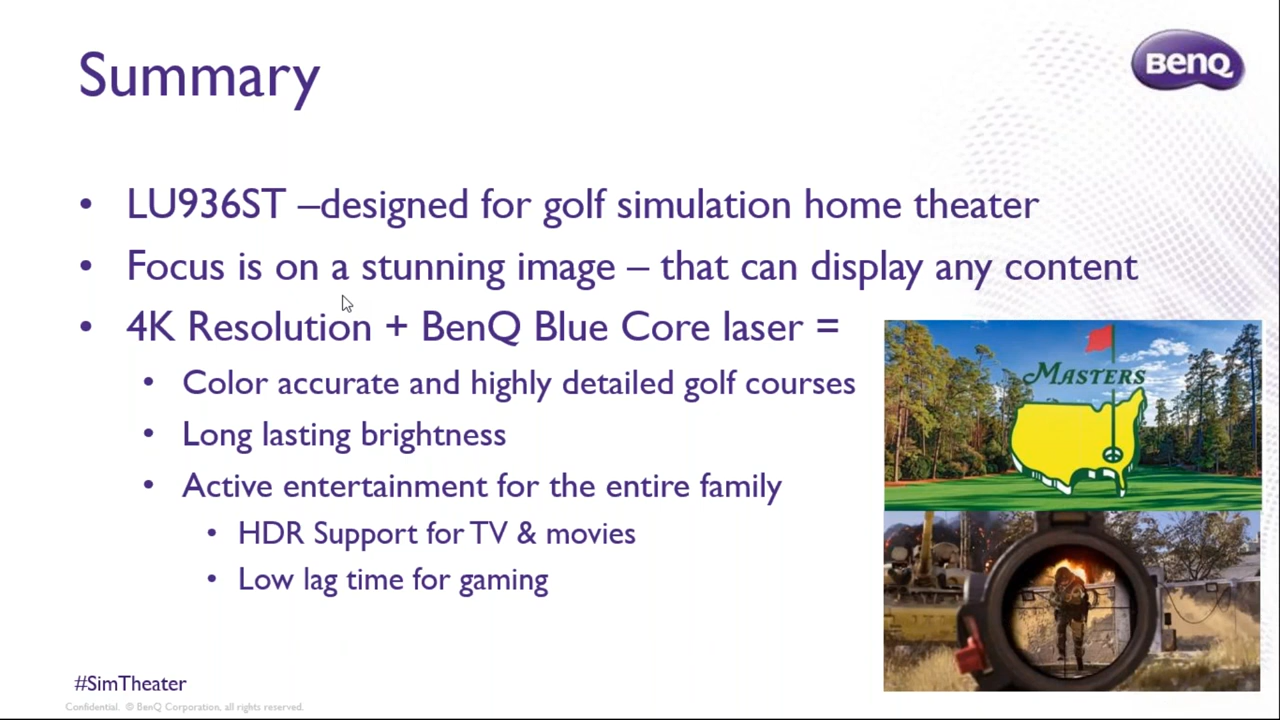 Summary
BenQ
• LU936ST –designed for golf simulation home theater
• Focus is on a stunning image – that can display any content
• 4K Resolution + BenQ Blue Core laser =
• Color accurate and highly detailed golf courses
• Long lasting brightness
• Active entertainment for the entire family
• HDR Support for TV & movies
• Low lag time for gaming
MASTERS
#SimTheater
Confidential. © BenQ Corporation, all rights reserved.